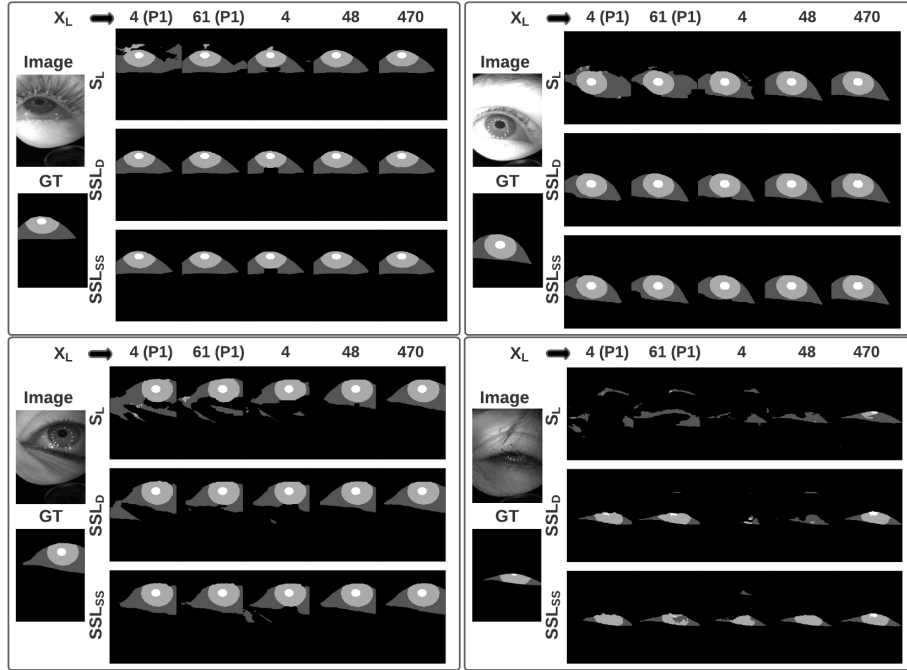 X_L 4 (P1) 61 (P1) 4 48 470
Image
S_L
SSL_D
GT
SSL_SS
X_L 4 (P1) 61 (P1) 4 48 470
Image
S_L
SSL_D
GT
SSL_SS
X_L 4 (P1) 61 (P1) 4 48 470
Image
S_L
SSL_D
GT
SSL_SS
X_L 4 (P1) 61 (P1) 4 48 470
Image
S_L
SSL_D
GT
SSL_SS